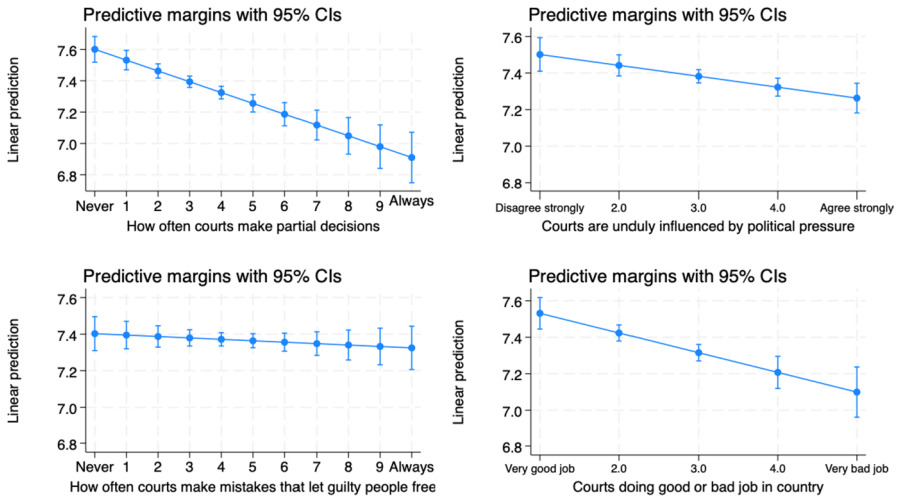 Predictive margins with 95% CIs
Linear prediction
7.6
7.4
7.2
7.0
6.8
Never 1 2 3 4 5 6 7 8 9 Always
How often courts make partial decisions
Predictive margins with 95% CIs
Linear prediction
7.6
7.4
7.2
7.0
6.8
Disagree strongly 2.0 3.0 4.0 Agree strongly
Courts are unduly influenced by political pressure
Predictive margins with 95% CIs
Linear prediction
7.6
7.4
7.2
7.0
6.8
Never 1 2 3 4 5 6 7 8 9 Always
How often courts make mistakes that let guilty people free
Predictive margins with 95% CIs
Linear prediction
7.6
7.4
7.2
7.0
6.8
Very good job 2.0 3.0 4.0 Very bad job
Courts doing good or bad job in country